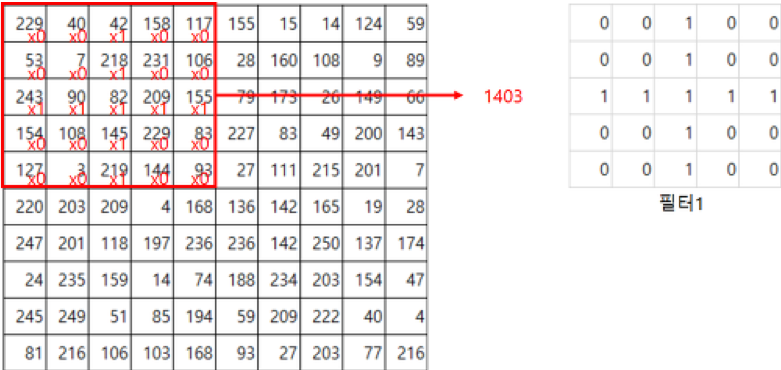 229 40 42 158 117 155 15 14 124 59 0 0 1 0 0
x0 x0 x1 x0 x0
53 7 218 231 106 28 160 108 9 89 0 0 1 0 0
x0 x0 x1 x0 x0
243 90 82 209 155 79 173 26 149 66 1403 1 1 1 1 1
x1 x1 x1 x1 x1
154 108 145 229 83 227 83 49 200 143 0 0 1 0 0
x0 x0 x1 x0 x0
127 3 219 144 93 27 111 215 201 7 0 0 1 0 0
x0 x0 x1 x0 x0
220 203 209 4 168 136 142 165 19 28 필터1
247 201 118 197 236 236 142 250 137 174
24 235 159 14 74 188 234 203 154 47
245 249 51 85 194 59 209 222 40 4
81 216 106 103 168 93 27 203 77 216